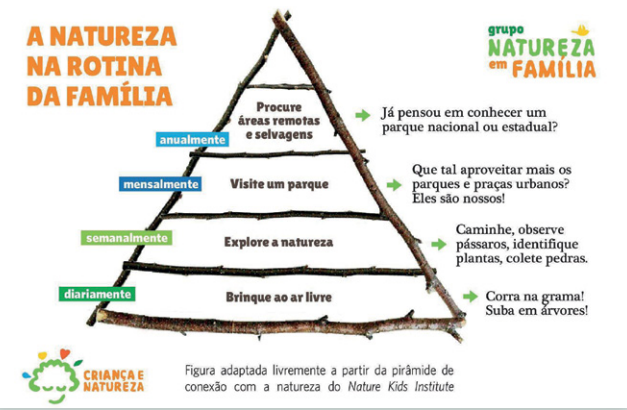 A NATUREZA
NA ROTINA
DA FAMÍLIA
grupo
NATUREZA
em FAMÍLIA
Procure
áreas remotas
e selvagens
anualmente
Já pensou em conhecer um
parque nacional ou estadual?
mensalmente
Visite um parque
Que tal aproveitar mais os
parques e praças urbanos?
Eles são nossos!
semanalmente
Explore a natureza
Caminhe, observe
pássaros, identifique
plantas, colete pedras.
diariamente
Brinque ao ar livre
Corra na grama!
Suba em árvores!
CRIANÇA E
NATUREZA
Figura adaptada livremente a partir da pirâmide de
conexão com a natureza do Nature Kids Institute